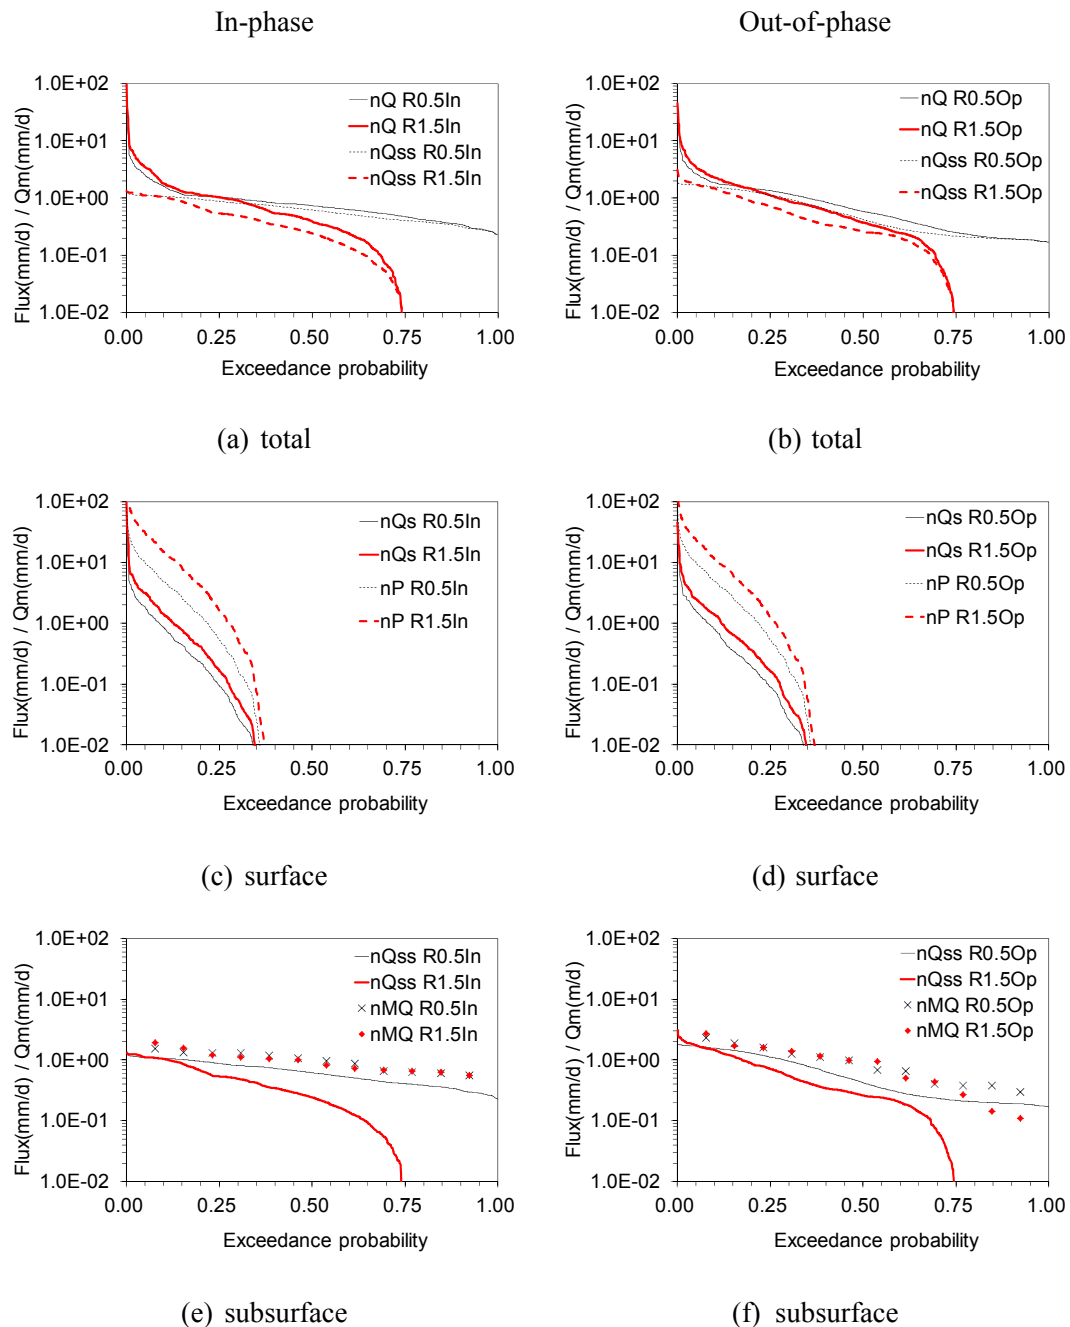 In-phase
Out-of-phase
1.0E+02
1.0E+01
1.0E+00
1.0E-01
1.0E-02
Flux(mm/d) / Qm(mm/d)
nQ R0.5In
nQ R1.5In
nQss R0.5In
nQss R1.5In
0.00 0.25 0.50 0.75 1.00
Exceedance probability
(a) total
1.0E+02
1.0E+01
1.0E+00
1.0E-01
1.0E-02
Flux(mm/d) / Qm(mm/d)
nQ R0.5Op
nQ R1.5Op
nQss R0.5Op
nQss R1.5Op
0.00 0.25 0.50 0.75 1.00
Exceedance probability
(b) total
1.0E+02
1.0E+01
1.0E+00
1.0E-01
1.0E-02
Flux(mm/d) / Qm(mm/d)
nQs R0.5In
nQs R1.5In
nP R0.5In
nP R1.5In
0.00 0.25 0.50 0.75 1.00
Exceedance probability
(c) surface
1.0E+02
1.0E+01
1.0E+00
1.0E-01
1.0E-02
Flux(mm/d) / Qm(mm/d)
nQs R0.5Op
nQs R1.5Op
nP R0.5Op
nP R1.5Op
0.00 0.25 0.50 0.75 1.00
Exceedance probability
(d) surface
1.0E+02
1.0E+01
1.0E+00
1.0E-01
1.0E-02
Flux(mm/d) / Qm(mm/d)
nQss R0.5In
nQss R1.5In
nMQ R0.5In
nMQ R1.5In
0.00 0.25 0.50 0.75 1.00
Exceedance probability
(e) subsurface
1.0E+02
1.0E+01
1.0E+00
1.0E-01
1.0E-02
Flux(mm/d) / Qm(m/d)
nQss R0.5Op
nQss R1.5Op
nMQ R0.5Op
nMQ R1.5Op
0.00 0.25 0.50 0.75 1.00
Exceedance probability
(f) subsurface